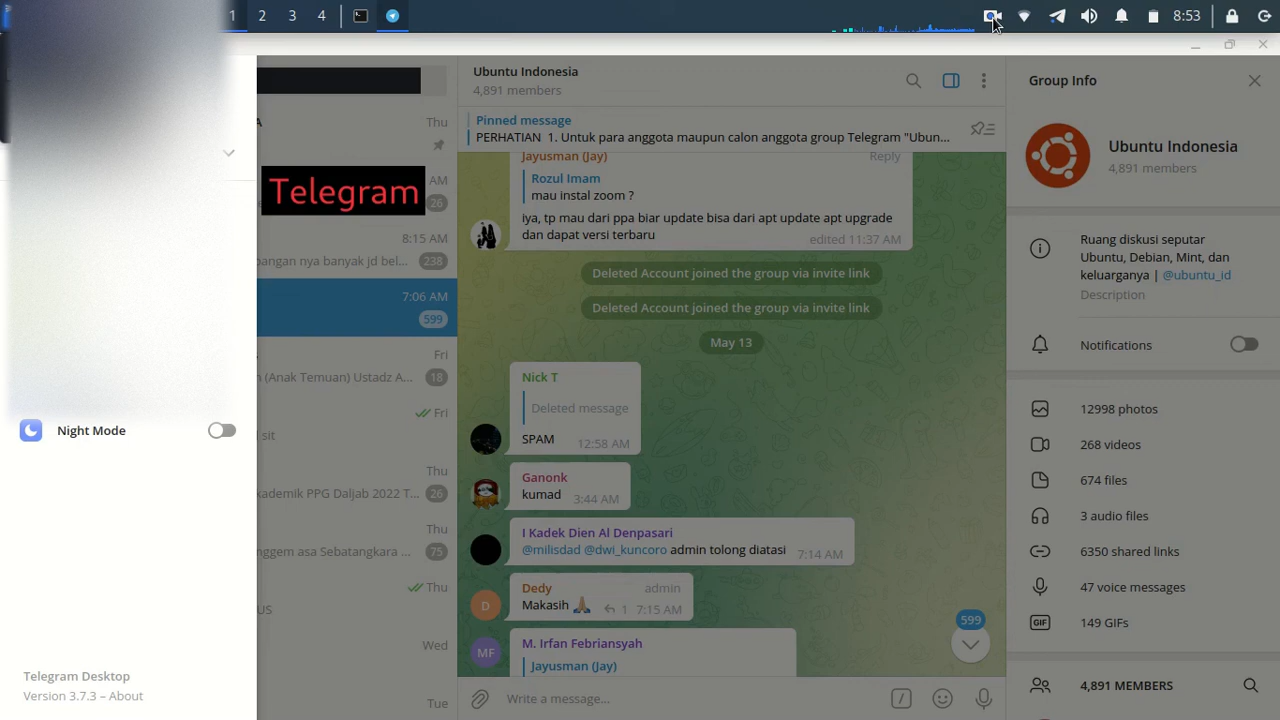 1 2 3 4
8:53
A
Thu
Telegram
AM
26
8:15 AM
pangan nya banyak jd bel...
238
7:06 AM
599
s
Fri
n (Anak Temuan) Ustadz A...
18
Fri
sit
Thu
kademik PPG Daljab 2022 T...
26
Thu
nggem asa Sebatangkara ...
75
Thu
US
Wed
Tue
Night Mode
Telegram Desktop
Version 3.7.3 – About
Ubuntu Indonesia
4,891 members
Pinned message
PERHATIAN 1. Untuk para anggota maupun calon anggota group Telegram "Ubun...
Jayusman (Jay)
Reply
Rozul Imam
mau instal zoom ?
iya, tp mau dari ppa biar update bisa dari apt update apt upgrade
dan dapat versi terbaru
edited 11:37 AM
Deleted Account joined the group via invite link
Deleted Account joined the group via invite link
May 13
Nick T
Deleted message
SPAM 12:58 AM
Ganonk
kumad 3:44 AM
I Kadek Dien Al Denpasari
@milisdad @dwi_kuncoro admin tolong diatasi 7:14 AM
D
Dedy admin
Makasih 🙏🏼 1 7:15 AM
MF
M. Irfan Febriansyah
Jayusman (Jay)
599
Write a message...
Group Info
Ubuntu Indonesia
4,891 members
Ruang diskusi seputar
Ubuntu, Debian, Mint, dan
keluarganya | @ubuntu_id
Description
Notifications
12998 photos
268 videos
674 files
3 audio files
6350 shared links
47 voice messages
GIF 149 GIFs
4,891 MEMBERS